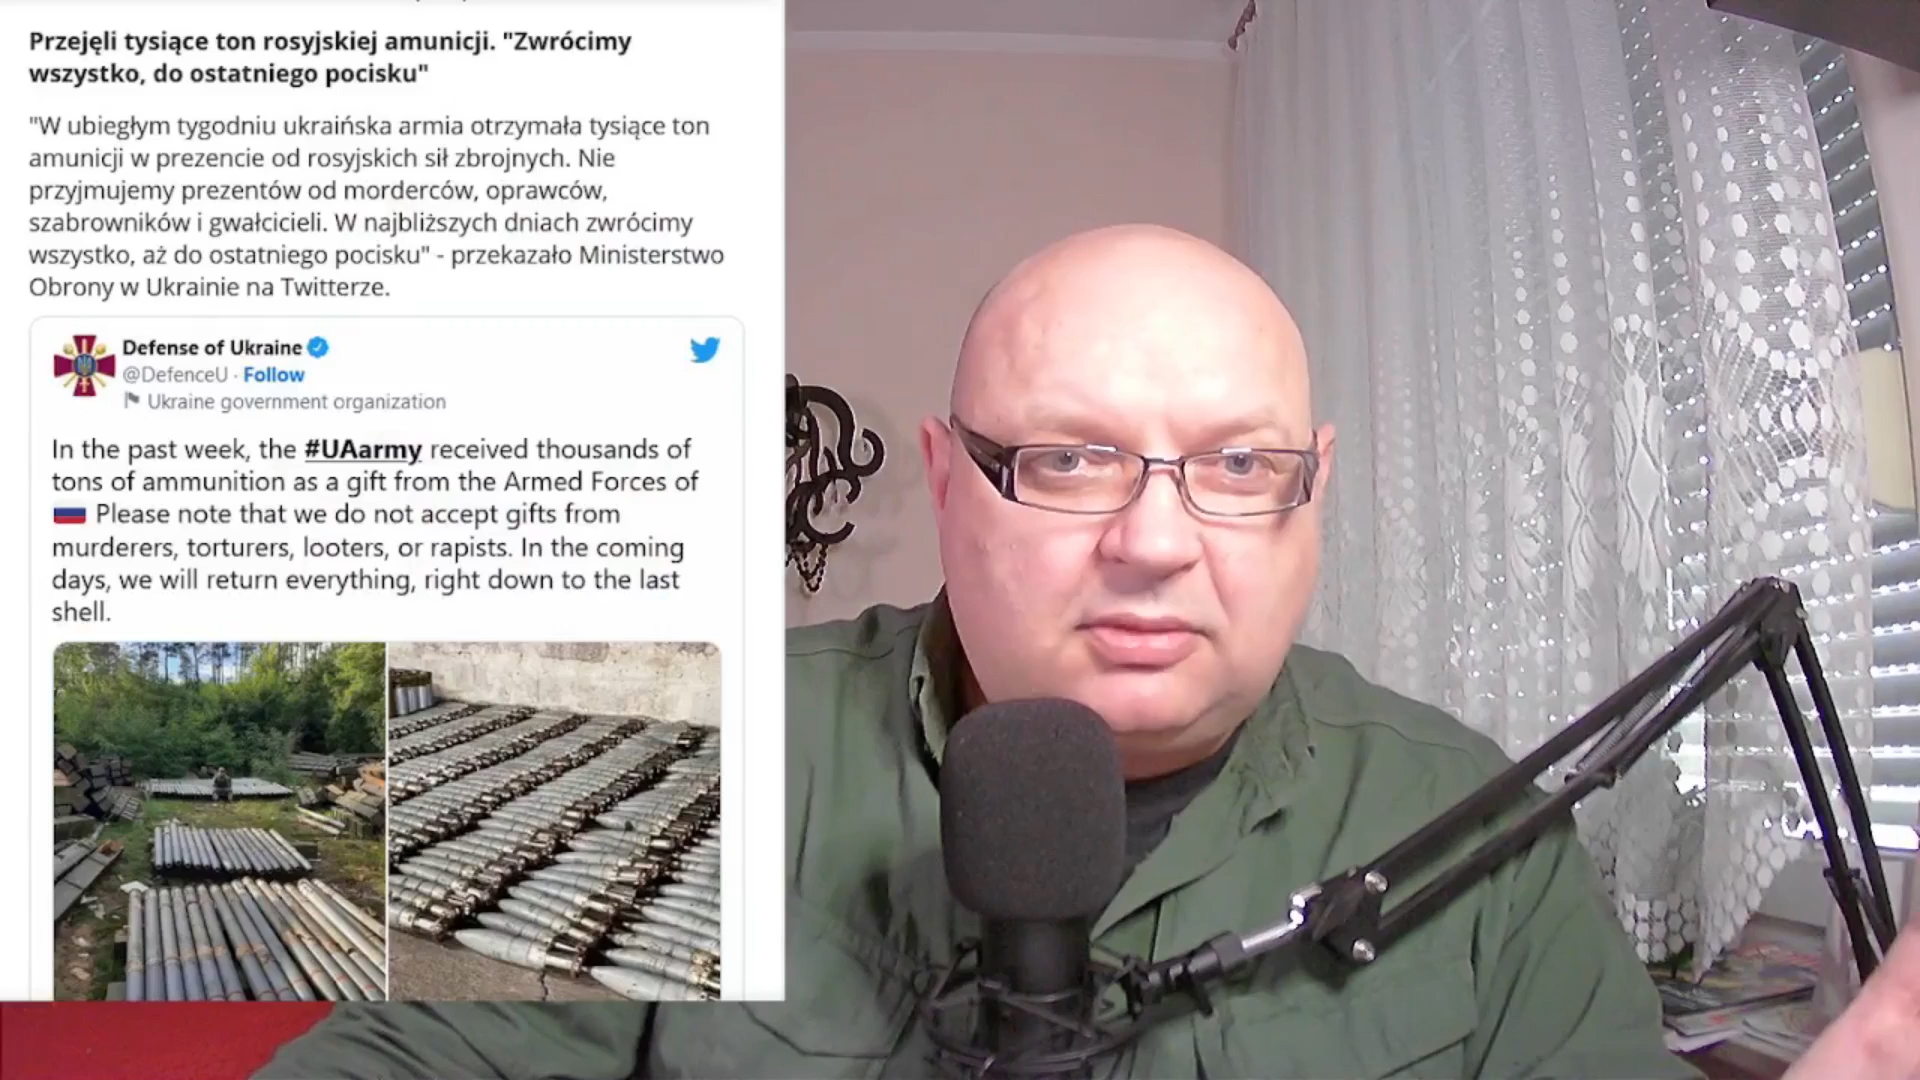 Przejęli tysiące ton rosyjskiej amunicji. "Zwrócimy
wszystko, do ostatniego pocisku"
"W ubiegłym tygodniu ukraińska armia otrzymała tysiące ton
amunicji w prezencie od rosyjskich sił zbrojnych. Nie
przyjmujemy prezentów od morderców, oprawców,
szabrowników i gwałcicieli. W najbliższych dniach zwrócimy
wszystko, aż do ostatniego pocisku" - przekazało Ministerstwo
Obrony w Ukrainie na Twitterze.
Defense of Ukraine
@DefenceU · Follow
Ukraine government organization
In the past week, the #UAarmy received thousands of
tons of ammunition as a gift from the Armed Forces of
Please note that we do not accept gifts from
murderers, torturers, looters, or rapists. In the coming
days, we will return everything, right down to the last
shell.